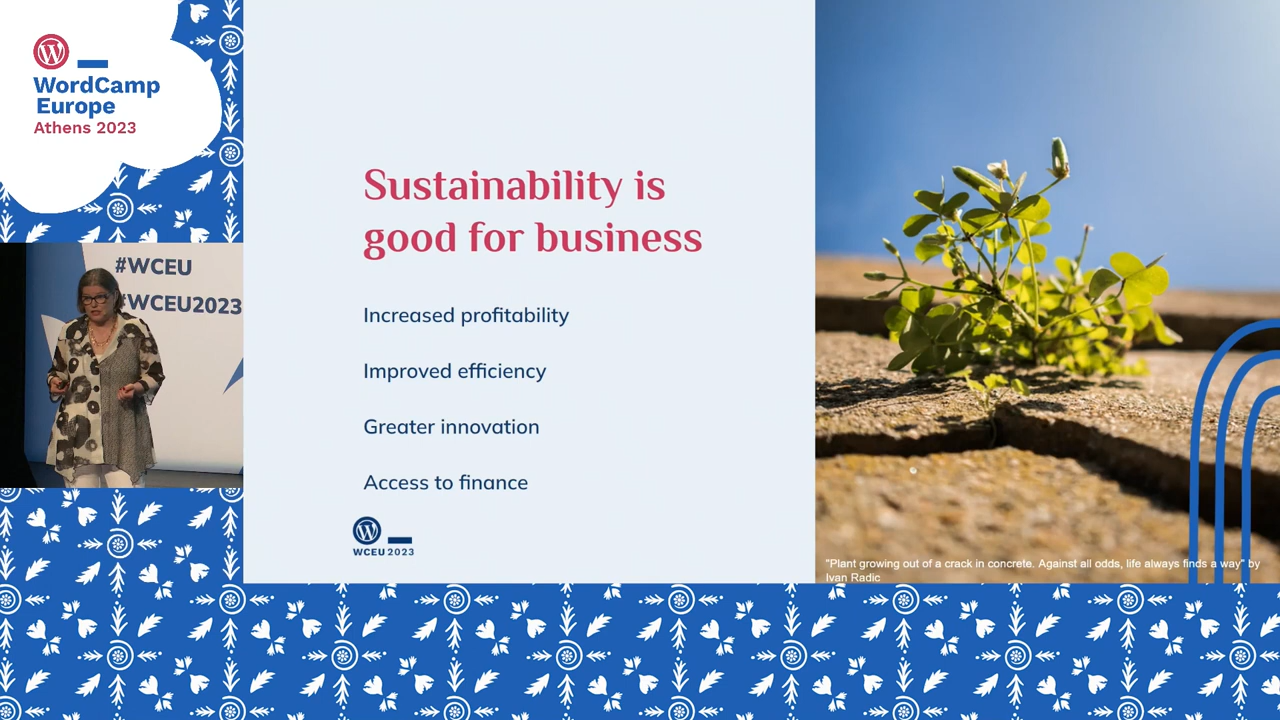 WordCamp
Europe
Athens 2023
#WCEU
#WCEU2023
Sustainability is
good for business
Increased profitability
Improved efficiency
Greater innovation
Access to finance
WCEU 2023
"Plant growing out of a crack in concrete. Against all odds, life always finds a way" by
Ivan Radic